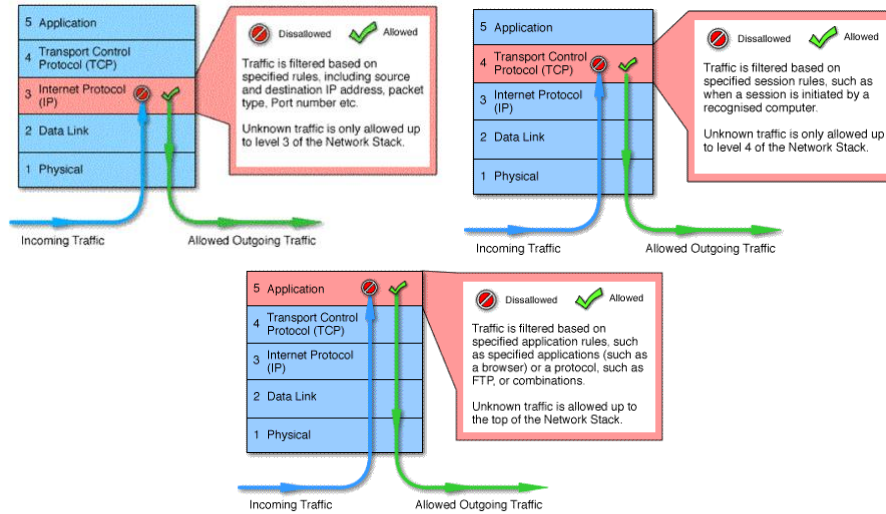 5 Application
4 Transport Control
Protocol (TCP)
3 Internet Protocol
(IP)
2 Data Link
1 Physical
Dissallowed
Allowed
Traffic is filtered based on
specified rules, including source
and destination IP address, packet
type, Port number etc.
Unknown traffic is only allowed up
to level 3 of the Network Stack.
Incoming Traffic
Allowed Outgoing Traffic
5 Application
4 Transport Control
Protocol (TCP)
3 Internet Protocol
(IP)
2 Data Link
1 Physical
Dissallowed
Allowed
Traffic is filtered based on
specified session rules, such as
when a session is initiated by a
recognised computer.
Unknown traffic is only allowed up
to level 4 of the Network Stack.
Incoming Traffic
Allowed Outgoing Traffic
5 Application
4 Transport Control
Protocol (TCP)
3 Internet Protocol
(IP)
2 Data Link
1 Physical
Dissallowed
Allowed
Traffic is filtered based on
specified application rules, such
as specified applications (such as
a browser) or a protocol, such as
FTP, or combinations.
Unknown traffic is allowed up to
the top of the Network Stack.
Incoming Traffic
Allowed Outgoing Traffic